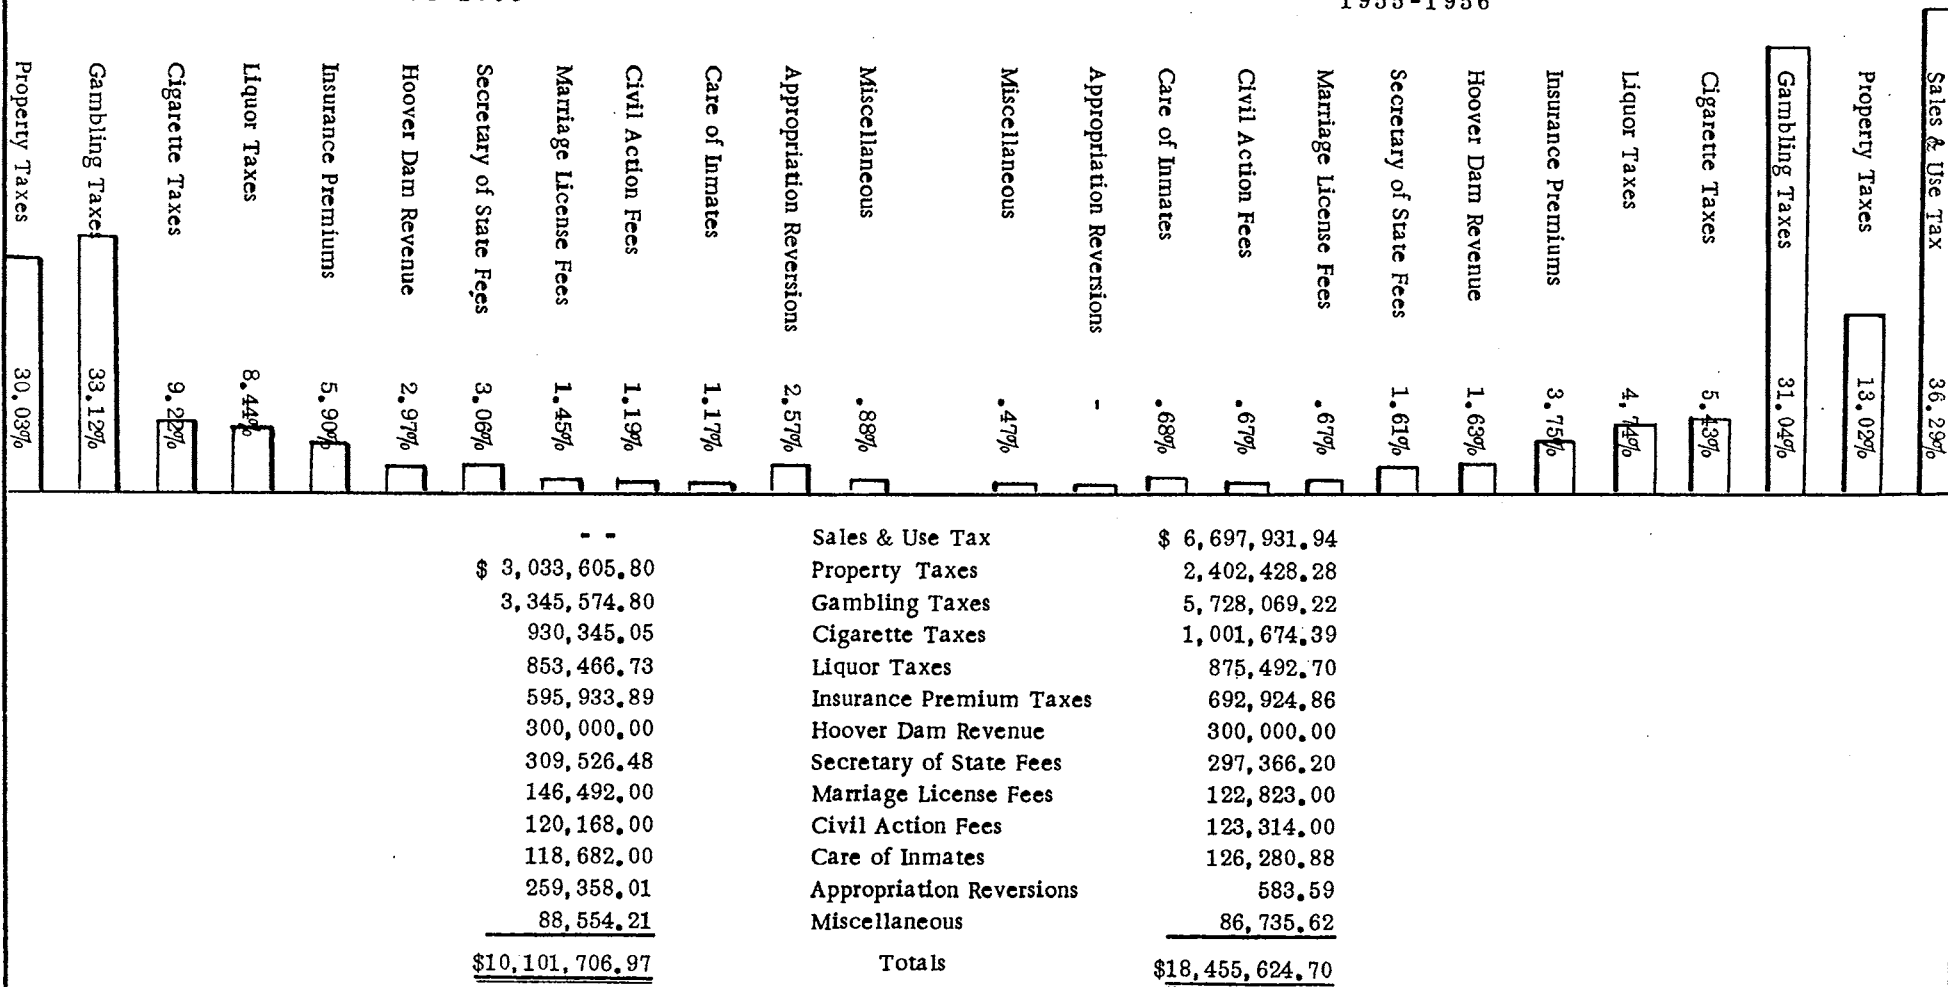 1955-1956
Property Taxes 30.03%
Gambling Taxes 33.12%
Cigarette Taxes 9.22%
Liquor Taxes 8.44%
Insurance Premiums 5.90%
Hoover Dam Revenue 2.97%
Secretary of State Fees 3.06%
Marriage License Fees 1.45%
Civil Action Fees 1.19%
Care of Inmates 1.17%
Appropriation Reversions 2.57%
Miscellaneous .88%
Miscellaneous .47%
Appropriation Reversions -
Care of Inmates .68%
Civil Action Fees .67%
Marriage License Fees .67%
Secretary of State Fees 1.61%
Hoover Dam Revenue 1.63%
Insurance Premiums 3.75%
Liquor Taxes 4.74%
Cigarette Taxes 5.43%
Gambling Taxes 31.04%
Property Taxes 13.02%
Sales & Use Tax 36.29%
- - Sales & Use Tax $ 6,697,931.94
$ 3,033,605.80 Property Taxes 2,402,428.28
3,345,574.80 Gambling Taxes 5,728,069.22
930,345.05 Cigarette Taxes 1,001,674.39
853,466.73 Liquor Taxes 875,492.70
595,933.89 Insurance Premium Taxes 692,924.86
300,000.00 Hoover Dam Revenue 300,000.00
309,526.48 Secretary of State Fees 297,366.20
146,492.00 Marriage License Fees 122,823.00
120,168.00 Civil Action Fees 123,314.00
118,682.00 Care of Inmates 126,280.88
259,358.01 Appropriation Reversions 583.59
88,554.21 Miscellaneous 86,735.62
$10,101,706.97 Totals $18,455,624.70